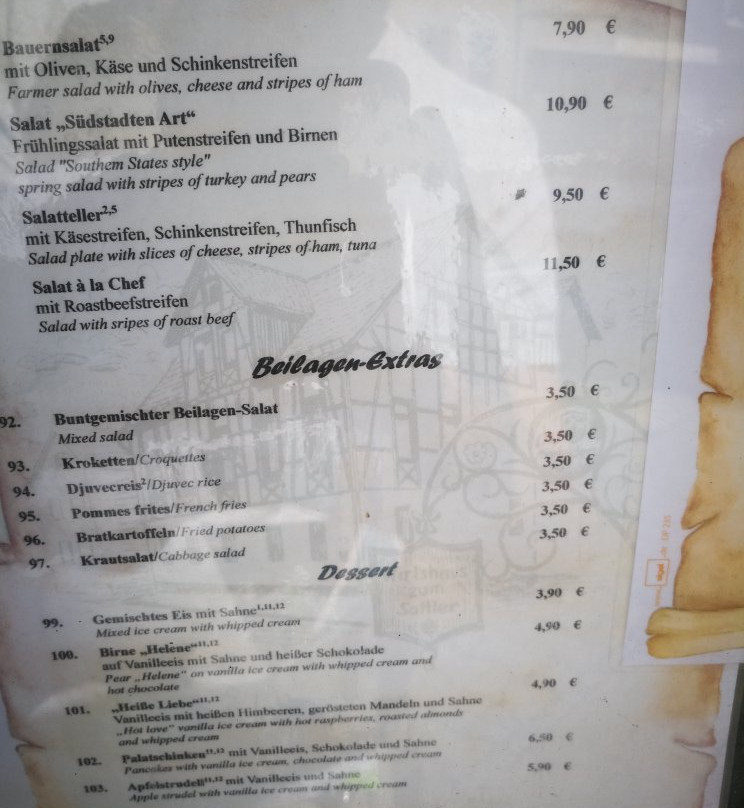 7,90 €
Bauernsalat5,9
mit Oliven, Käse und Schinkenstreifen
Farmer salad with olives, cheese and stripes of ham
10,90 €
Salat „Südstadten Art“
Frühlingssalat mit Putenstreifen und Birnen
Salad "Southern States style"
spring salad with stripes of turkey and pears
9,50 €
Salatteller2,5
mit Käsestreifen, Schinkenstreifen, Thunfisch
Salad plate with slices of cheese, stripes of ham, tuna
11,50 €
Salat à la Chef
mit Roastbeefstreifen
Salad with sripes of roast beef
Beilagen-Extras
92. Buntgemischter Beilagen-Salat 3,50 €
Mixed salad
93. Kroketten/Croquettes 3,50 €
94. Djuvecreis2/Djuvec rice 3,50 €
95. Pommes frites/French fries 3,50 €
96. Bratkartoffeln/Fried potatoes 3,50 €
97. Krautsalat/Cabbage salad 3,50 €
Dessert
99. Gemischtes Eis mit Sahne1,11,12 3,90 €
Mixed ice cream with whipped cream
100. Birne „Helene“11,12 4,90 €
auf Vanilleeis mit Sahne und heißer Schokolade
Pear „Helene“ on vanilla ice cream with whipped cream and
hot chocolate
101. „Heiße Liebe“11,12 4,90 €
Vanilleeis mit heißen Himbeeren, gerösteten Mandeln und Sahne
„Hot love“ vanilla ice cream with hot raspberries, roasted almonds
and whipped cream
102. Palatschinken11,12 mit Vanilleeis, Schokolade und Sahne 6,50 €
Pancakes with vanilla ice cream, chocolate and whipped cream
103. Apfelstrudel11,12 mit Vanilleeis und Sahne 5,90 €
Apple strudel with vanilla ice cream and whipped cream